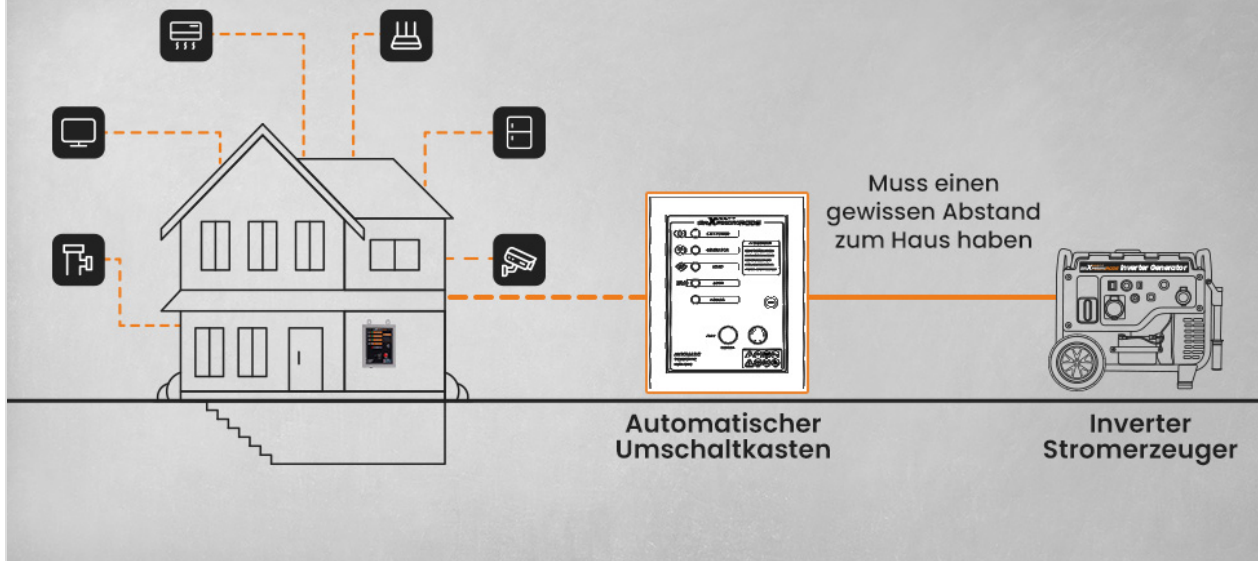 Muss einen
gewissen Abstand
zum Haus haben
Inverter Generator
Automatischer
Umschaltkasten
Inverter
Stromerzeuger